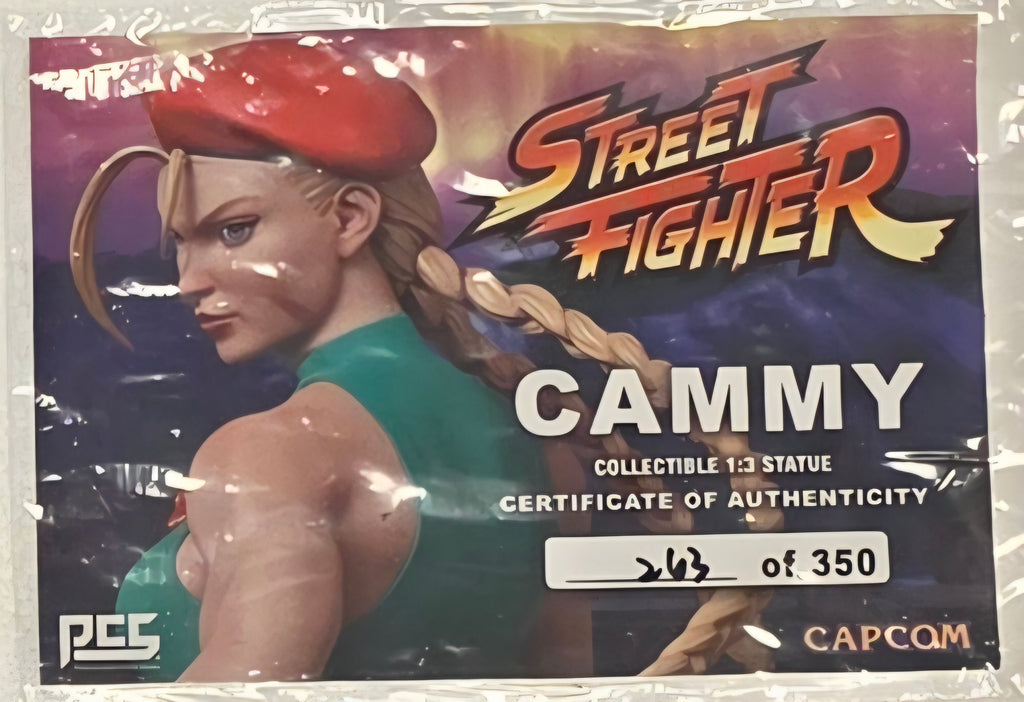 STREET
FIGHTER
CAMMY
COLLECTIBLE 1:3 STATUE
CERTIFICATE OF AUTHENTICITY
263 of 350
PCS
CAPCOM